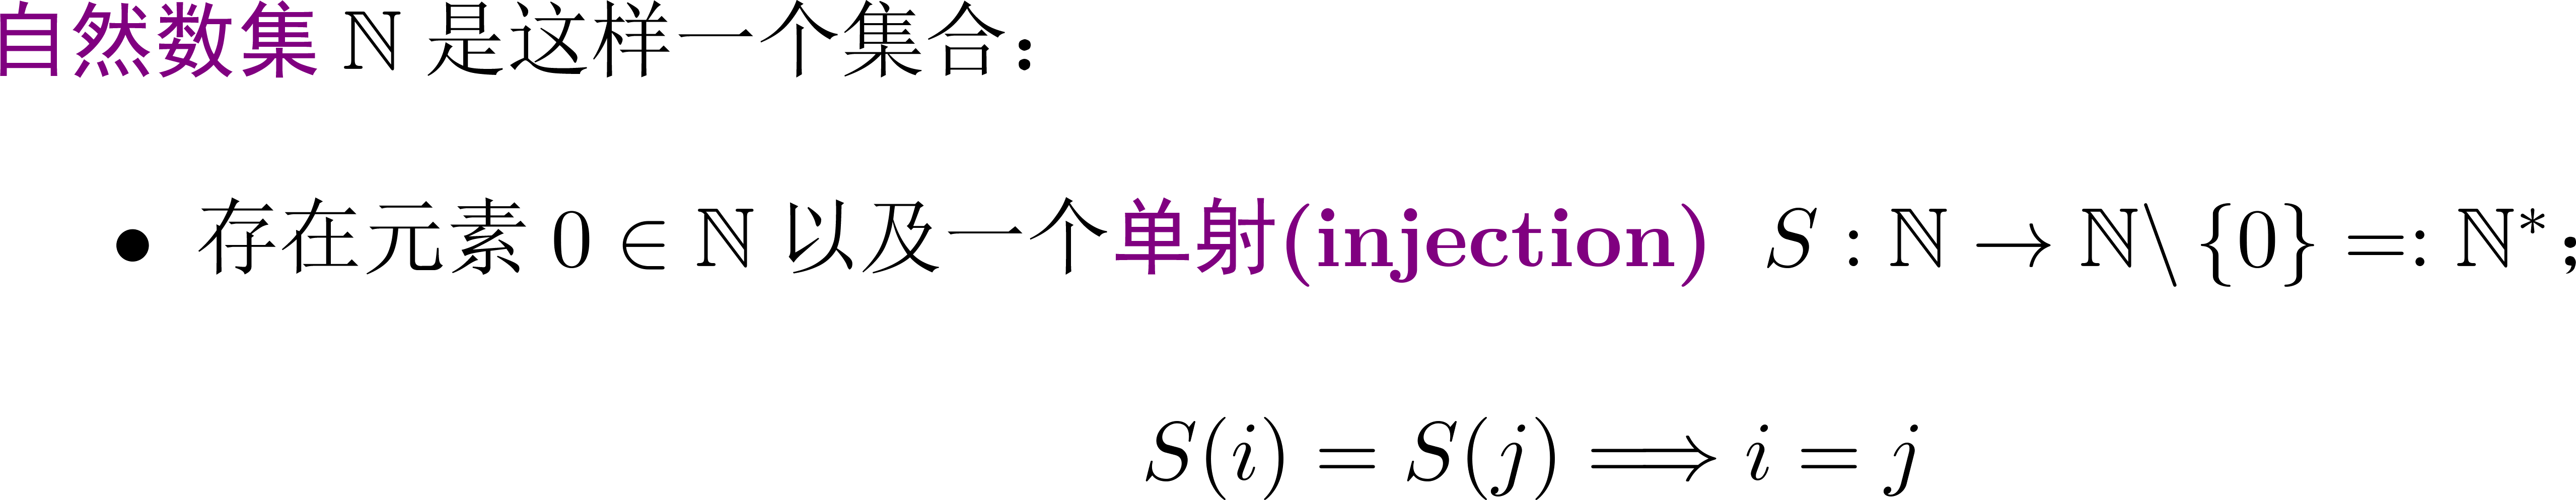 自然数集 ℕ 是这样一个集合:
• 存在元素 0 ∈ ℕ 以及一个单射(injection) S : ℕ → ℕ\ {0} =: ℕ*;
S(i) = S(j) ⟹ i = j